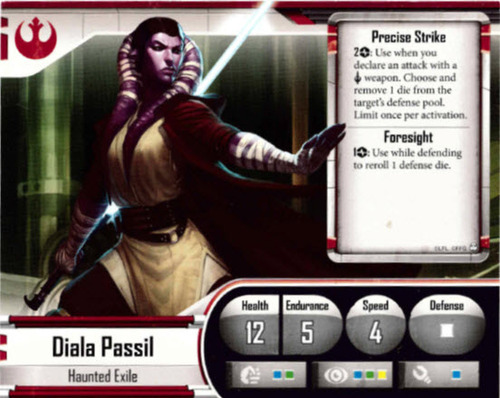 Precise Strike
2: Use when you
declare an attack with a
weapon. Choose and
remove 1 die from the
target's defense pool.
Limit once per activation.
Foresight
1: Use while defending
to reroll 1 defense die.
©LFL ©FFG
Health
12
Endurance
5
Speed
4
Defense
Diala Passil
Haunted Exile